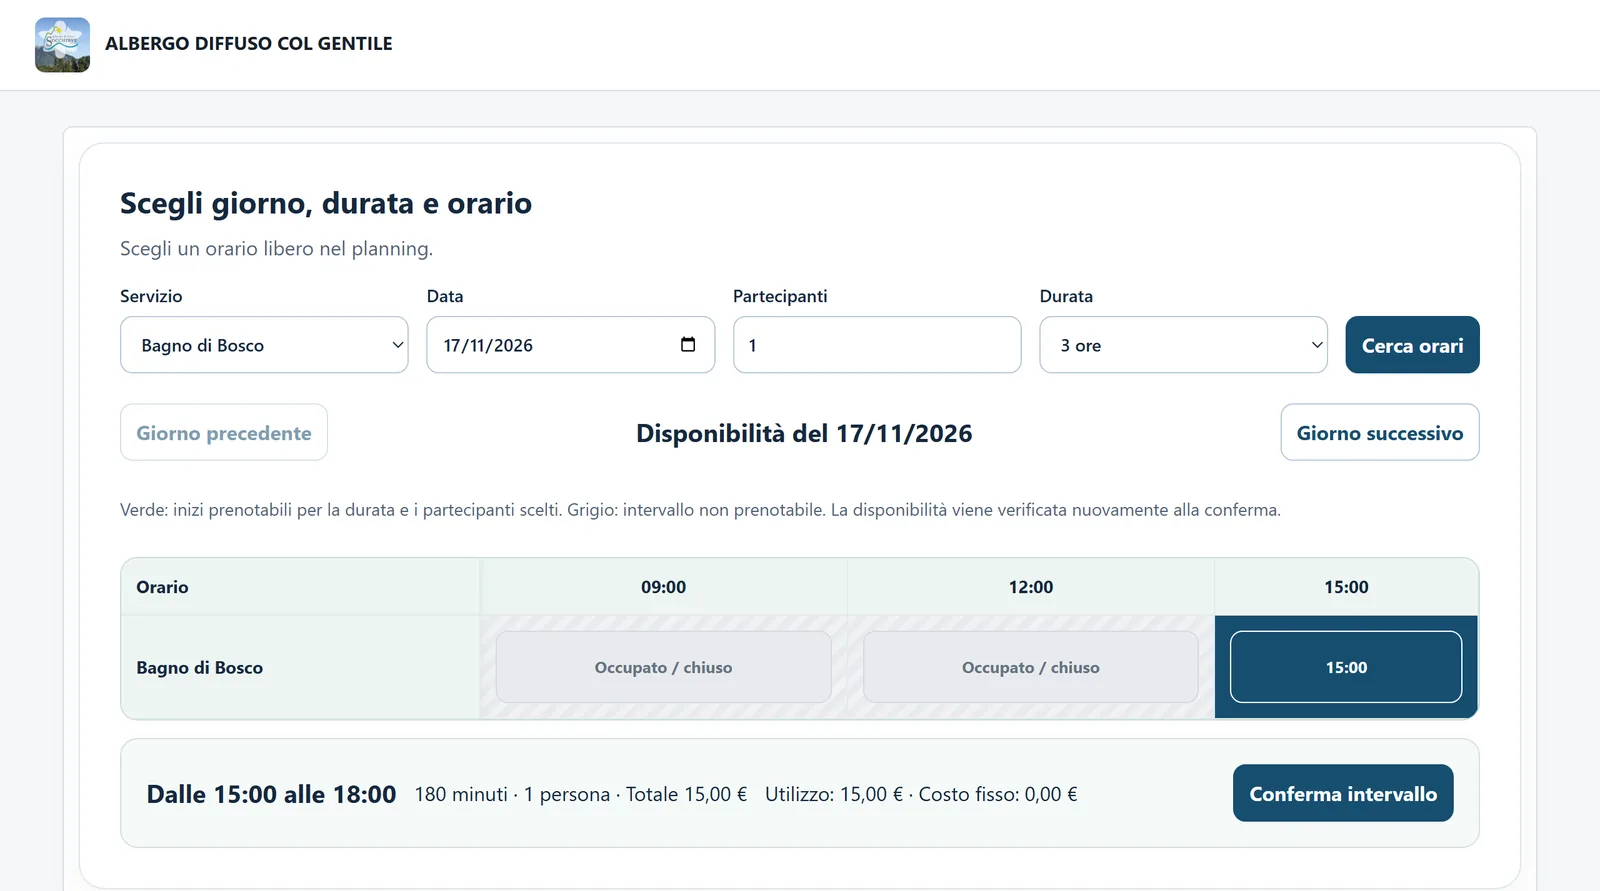 ALBERGO DIFFUSO COL GENTILE
Scegli giorno, durata e orario
Scegli un orario libero nel planning.
Servizio Data Partecipanti Durata
Bagno di Bosco 17/11/2026 1 3 ore Cerca orari
Giorno precedente Disponibilità del 17/11/2026 Giorno successivo
Verde: inizi prenotabili per la durata e i partecipanti scelti. Grigio: intervallo non prenotabile. La disponibilità viene verificata nuovamente alla conferma.
Orario 09:00 12:00 15:00
Bagno di Bosco Occupato / chiuso Occupato / chiuso 15:00
Dalle 15:00 alle 18:00 180 minuti · 1 persona · Totale 15,00 € Utilizzo: 15,00 € · Costo fisso: 0,00 € Conferma intervallo